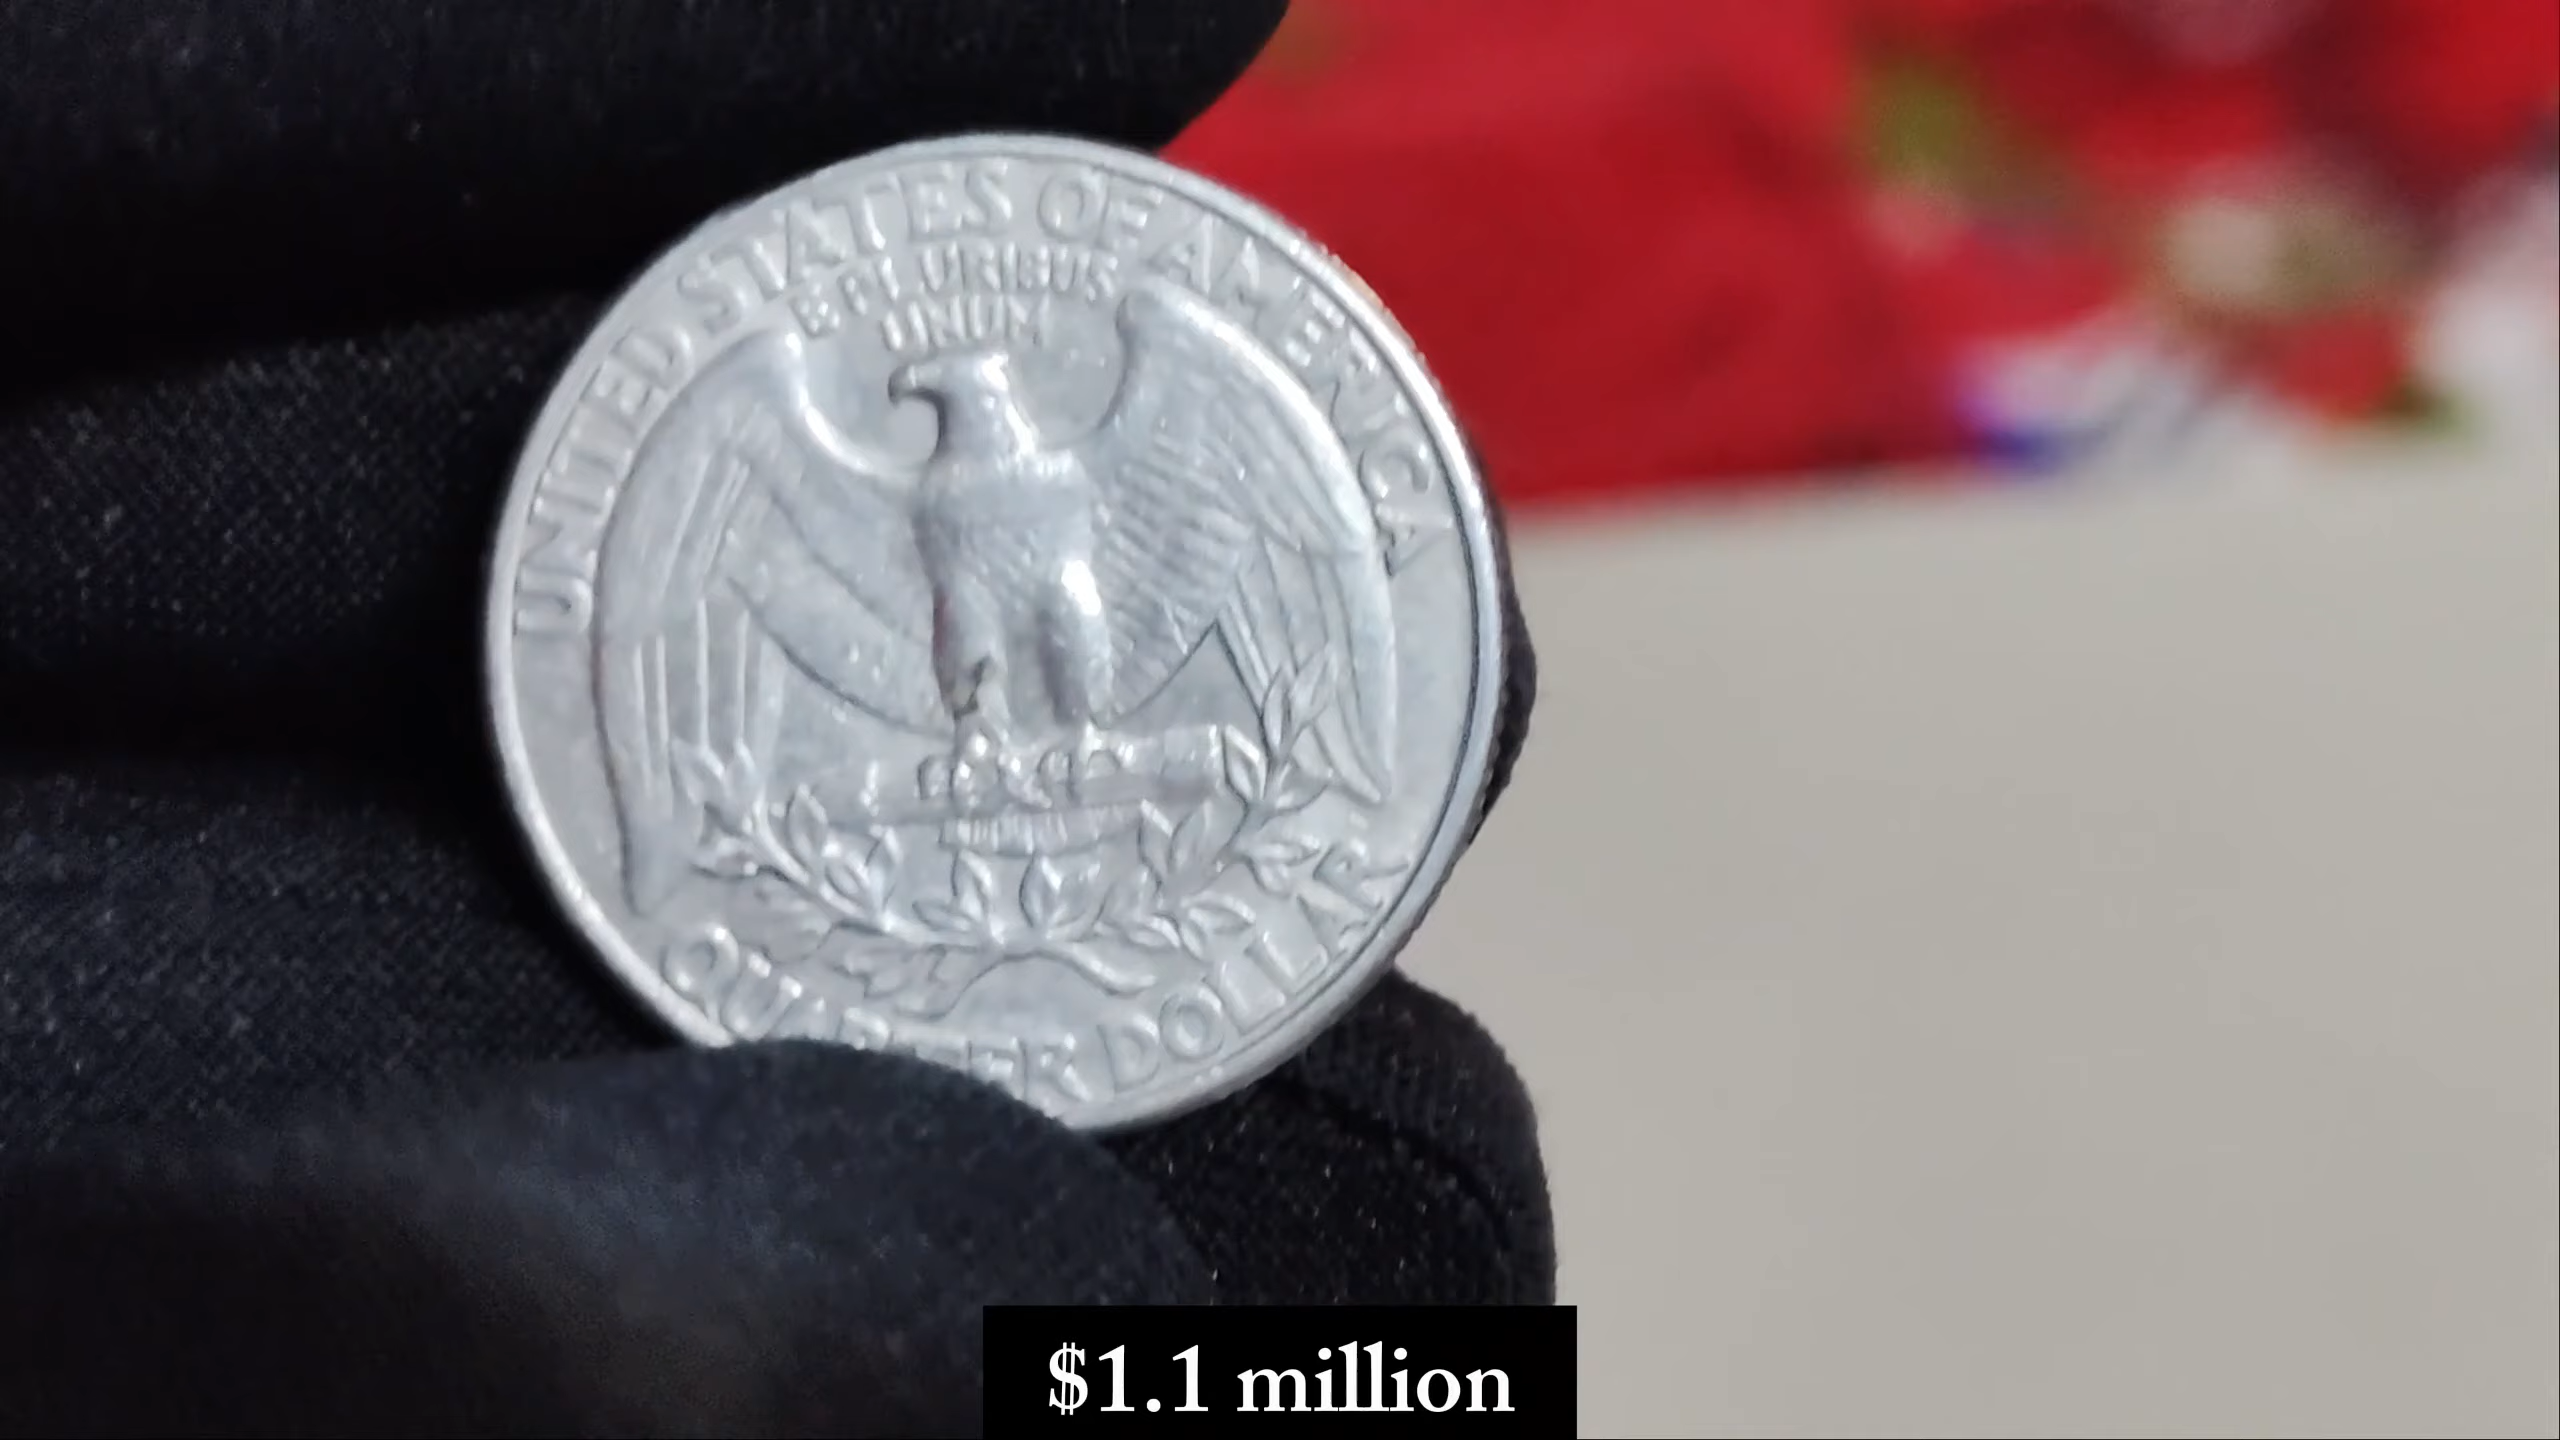 UNITED STATES OF AMERICA
E PLURIBUS
UNUM
QUARTER DOLLAR
$1.1 million